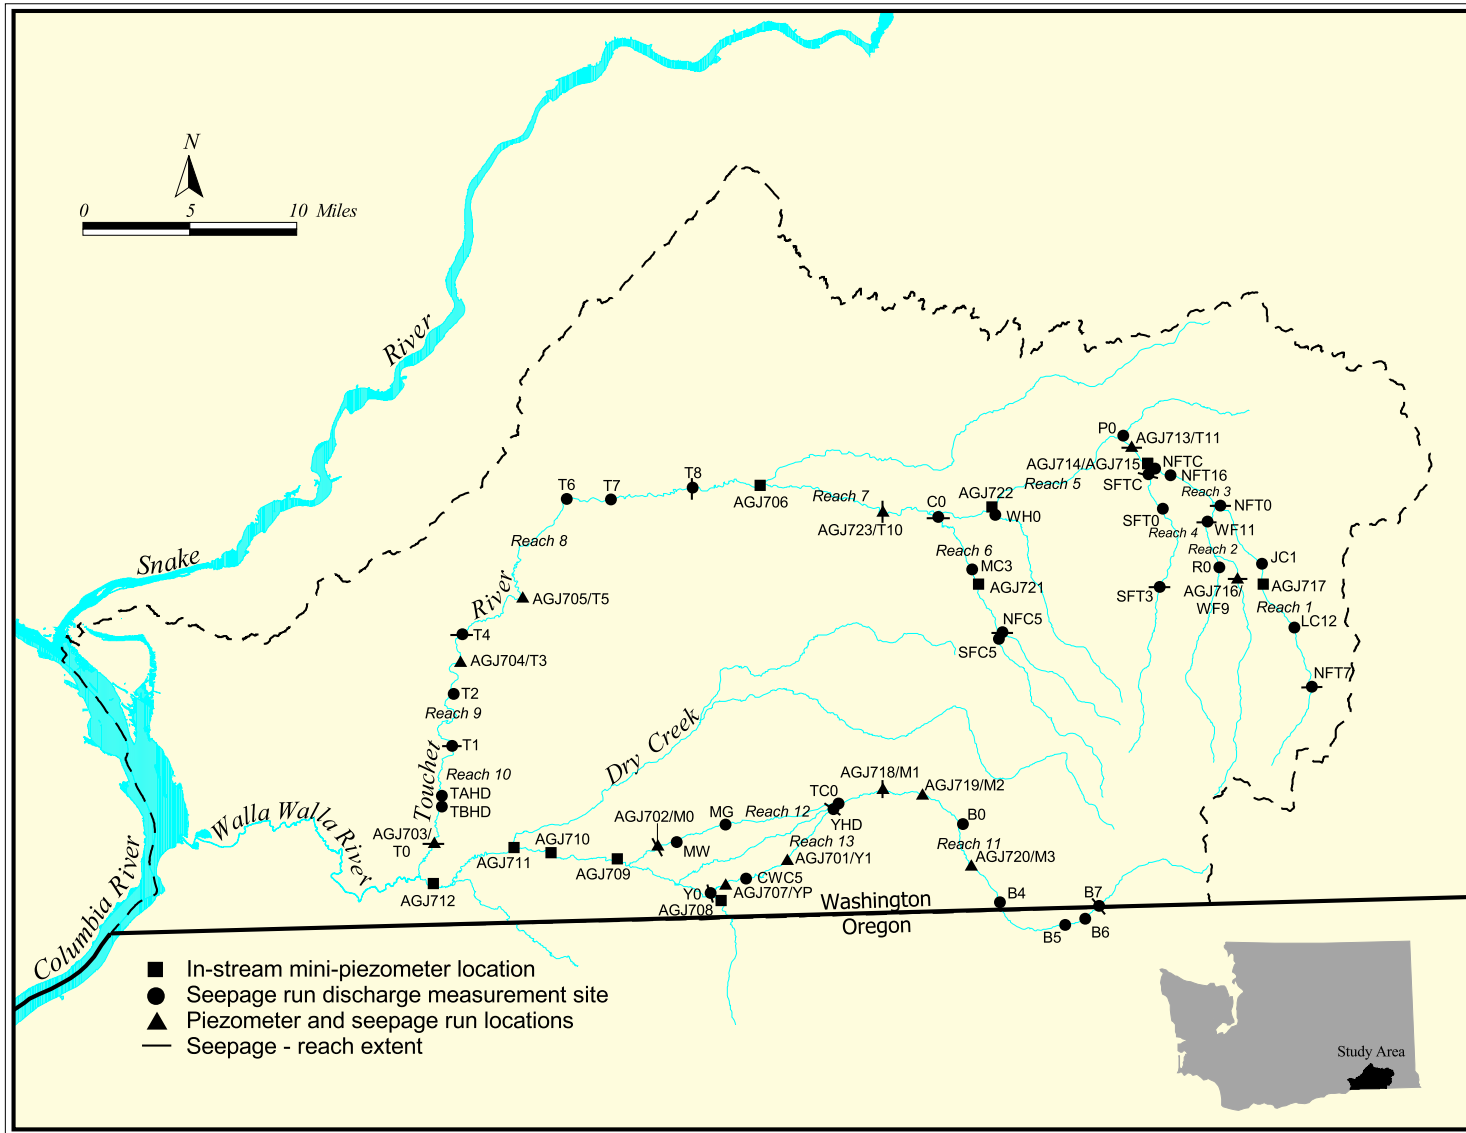 N
0 5 10 Miles
River
Snake
Columbia River
Walla Walla River
Touchet
River
Dry Creek
P0
AGJ713/T11
AGJ714/AGJ715
NFTC
NFT16
SFTC
Reach 5
Reach 3
T6
T7
T8
AGJ706
Reach 7
AGJ723/T10
C0
AGJ722
WH0
SFT0
Reach 4
NFT0
WF11
Reach 2
Reach 8
Reach 6
MC3
AGJ721
R0
JC1
AGJ717
AGJ716/
WF9
SFT3
Reach 1
LC12
AGJ705/T5
T4
NFC5
SFC5
AGJ704/T3
NFT7
T2
Reach 9
T1
Reach 10
TAHD
TBHD
AGJ703/
T0
AGJ712
AGJ711
AGJ710
AGJ709
AGJ702/M0
MW
MG
Reach 12
TC0
YHD
AGJ718/M1
AGJ719/M2
B0
Reach 11
AGJ720/M3
Reach 13
AGJ701/Y1
CWC5
AGJ707/YP
Y0
AGJ708
B4
B7
B5
B6
Washington
Oregon
In-stream mini-piezometer location
Seepage run discharge measurement site
Piezometer and seepage run locations
Seepage - reach extent
Study Area